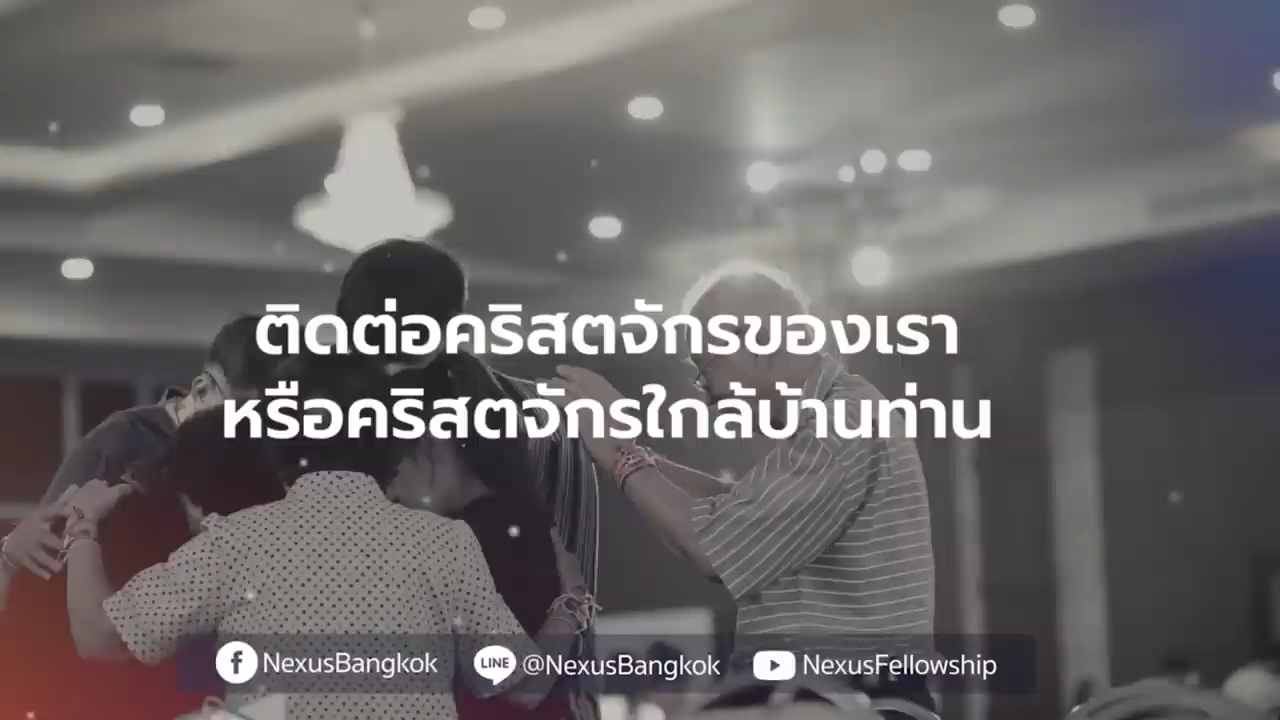 ติดต่อคริสตจักรของเรา
หรือคริสตจักรใกล้บ้านท่าน
NexusBangkok LINE @NexusBangkok NexusFellowship